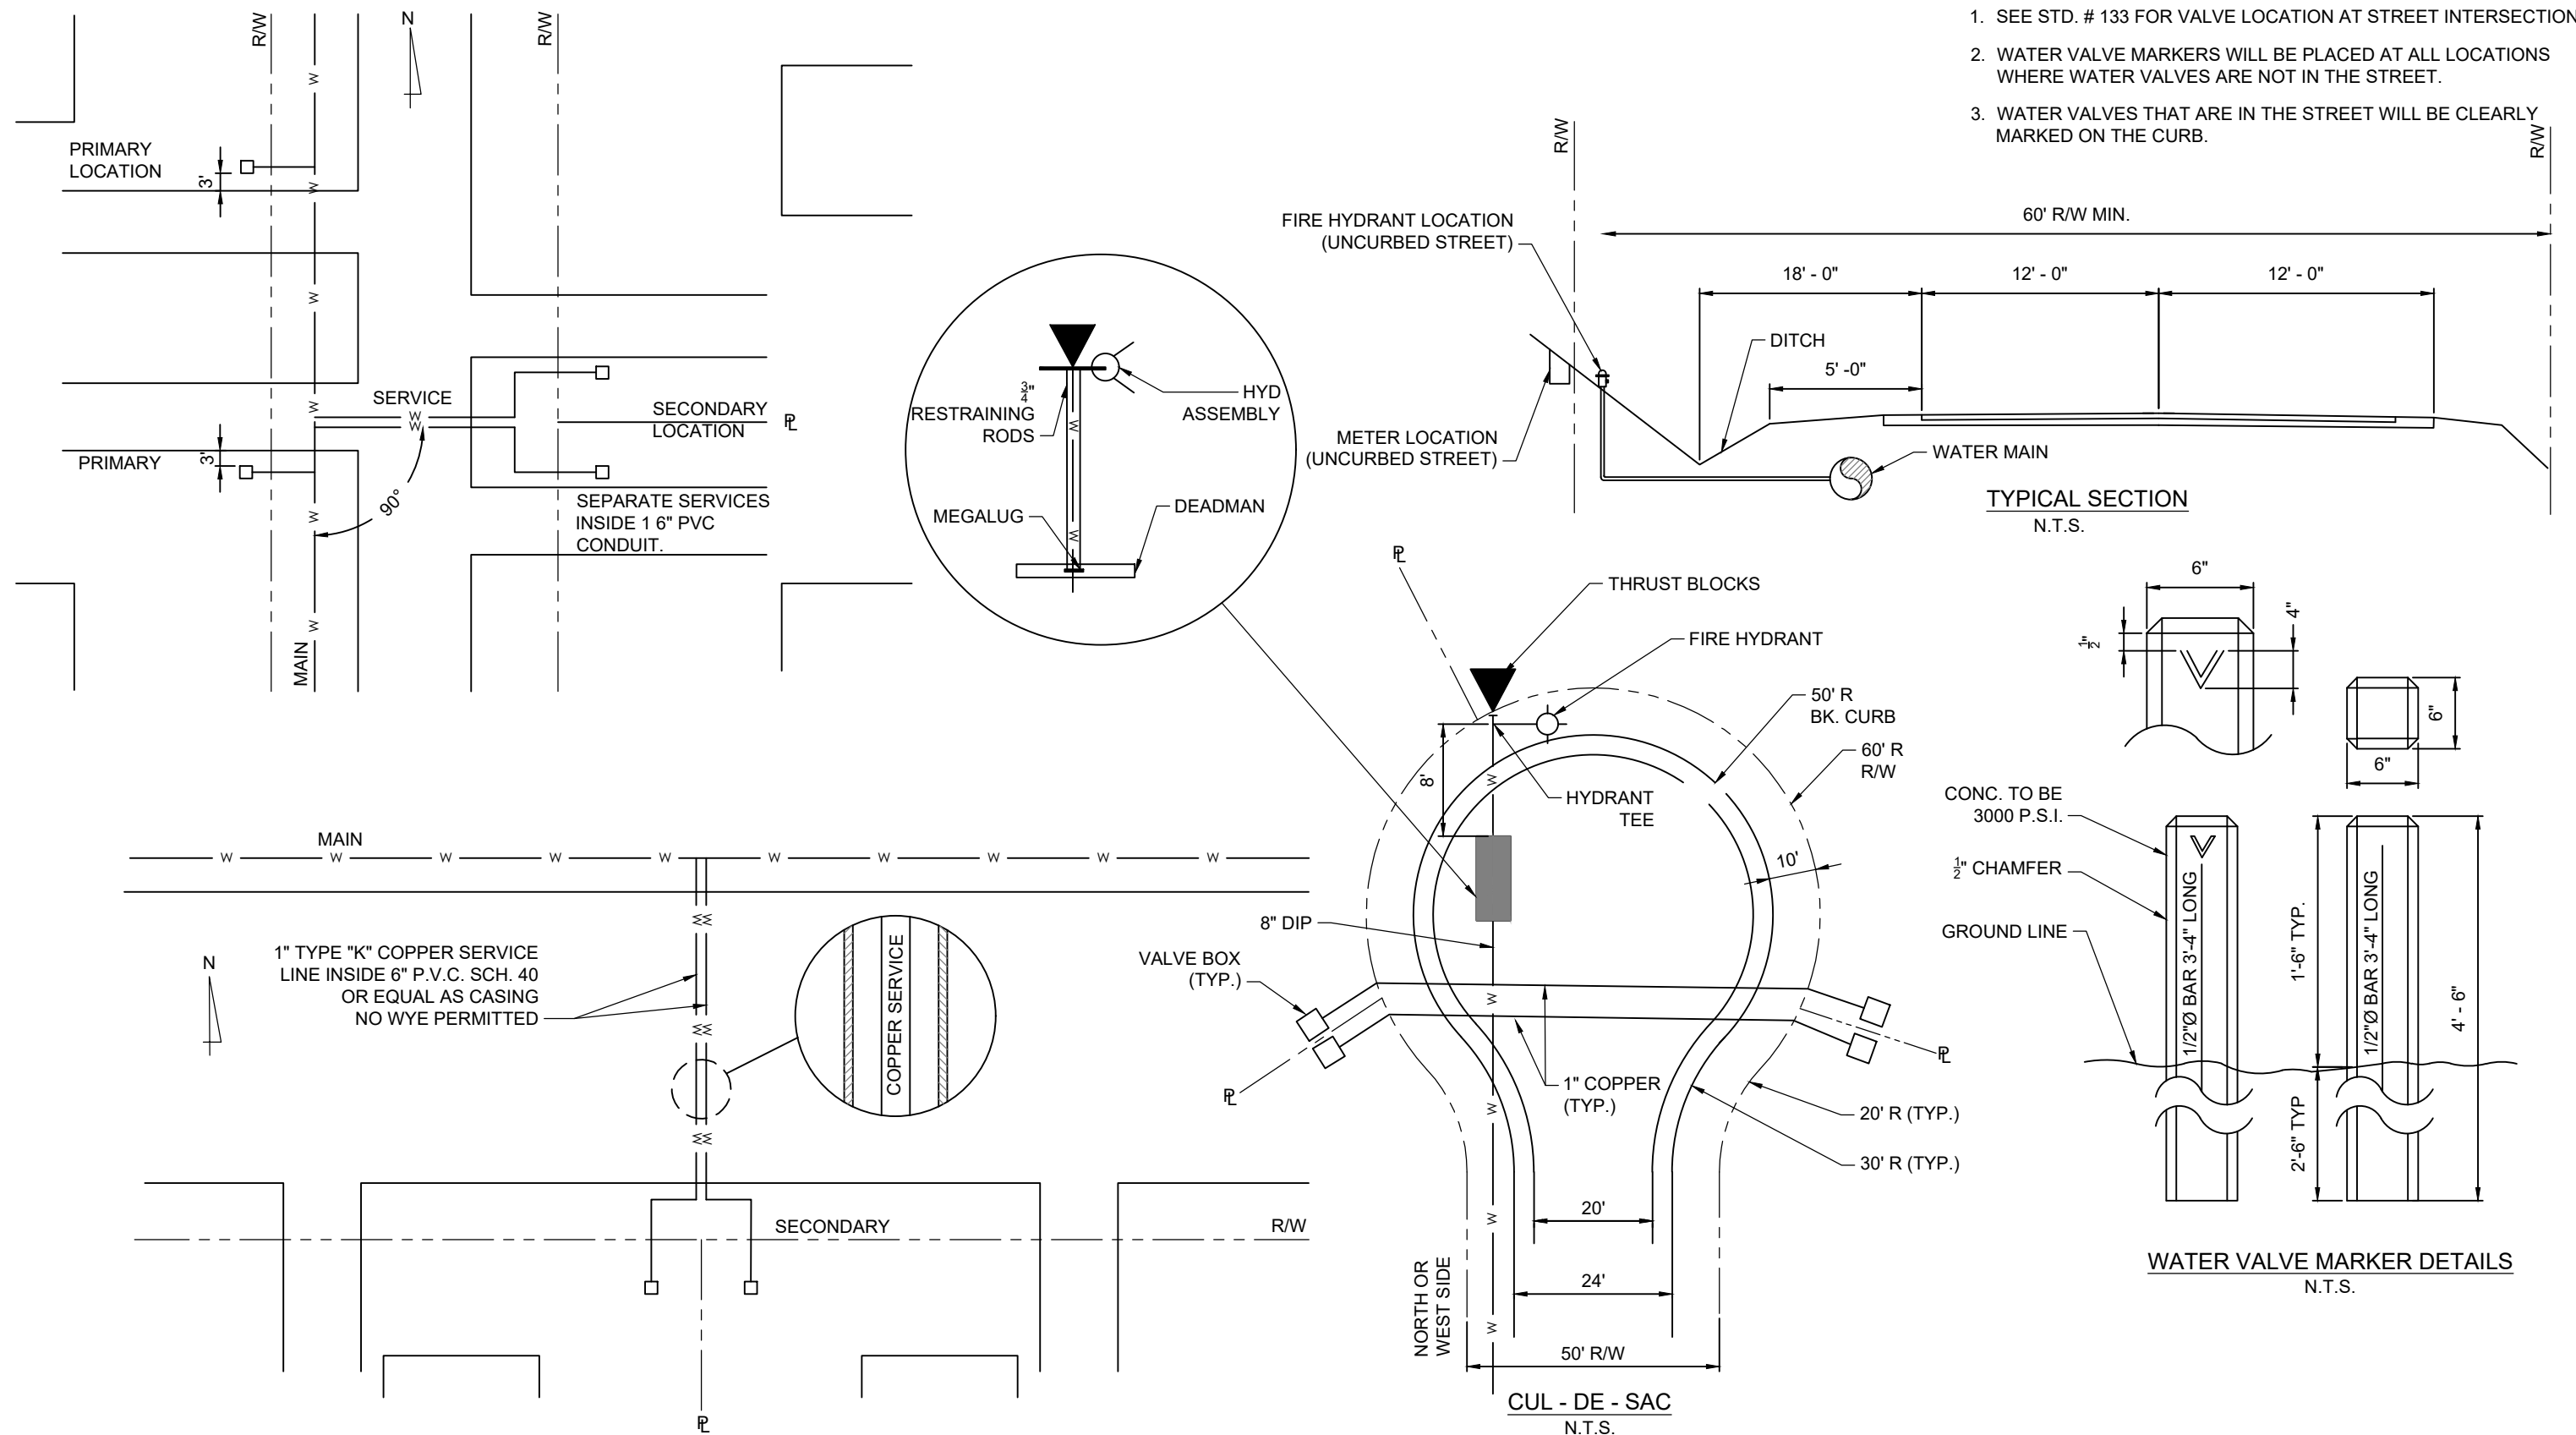 1. SEE STD. # 133 FOR VALVE LOCATION AT STREET INTERSECTION
2. WATER VALVE MARKERS WILL BE PLACED AT ALL LOCATIONS
WHERE WATER VALVES ARE NOT IN THE STREET.
3. WATER VALVES THAT ARE IN THE STREET WILL BE CLEARLY
MARKED ON THE CURB.
R/W
N
R/W
W
PRIMARY
LOCATION
3'
W
W
W
SERVICE
W
W
SECONDARY
LOCATION
PL
PRIMARY
3'
90°
W
SEPARATE SERVICES
INSIDE 1 6" PVC
CONDUIT.
W
MAIN
3/4"
RESTRAINING
RODS
HYD
ASSEMBLY
W
MEGALUG
DEADMAN
W
R/W
R/W
FIRE HYDRANT LOCATION
(UNCURBED STREET)
60' R/W MIN.
18' - 0"
12' - 0"
12' - 0"
DITCH
5' -0"
METER LOCATION
(UNCURBED STREET)
WATER MAIN
TYPICAL SECTION
N.T.S.
MAIN
W W W W W W W W W W
1" TYPE "K" COPPER SERVICE
LINE INSIDE 6" P.V.C. SCH. 40
OR EQUAL AS CASING
NO WYE PERMITTED
N
W W
W W
W W
COPPER SERVICE
SECONDARY
R/W
PL
PL
THRUST BLOCKS
FIRE HYDRANT
50' R
BK. CURB
60' R
R/W
8'
W
HYDRANT
TEE
10'
8" DIP
VALVE BOX
(TYP.)
W
PL
PL
1" COPPER
(TYP.)
W
20' R (TYP.)
30' R (TYP.)
20'
W
24'
NORTH OR
WEST SIDE
W
50' R/W
CUL - DE - SAC
N.T.S.
6"
1/2"
4"
6"
6"
CONC. TO BE
3000 P.S.I.
1/2" CHAMFER
GROUND LINE
V
V
1/2"Ø BAR 3'-4" LONG
1/2"Ø BAR 3'-4" LONG
1'-6" TYP.
4' - 6"
2'-6" TYP
WATER VALVE MARKER DETAILS
N.T.S.